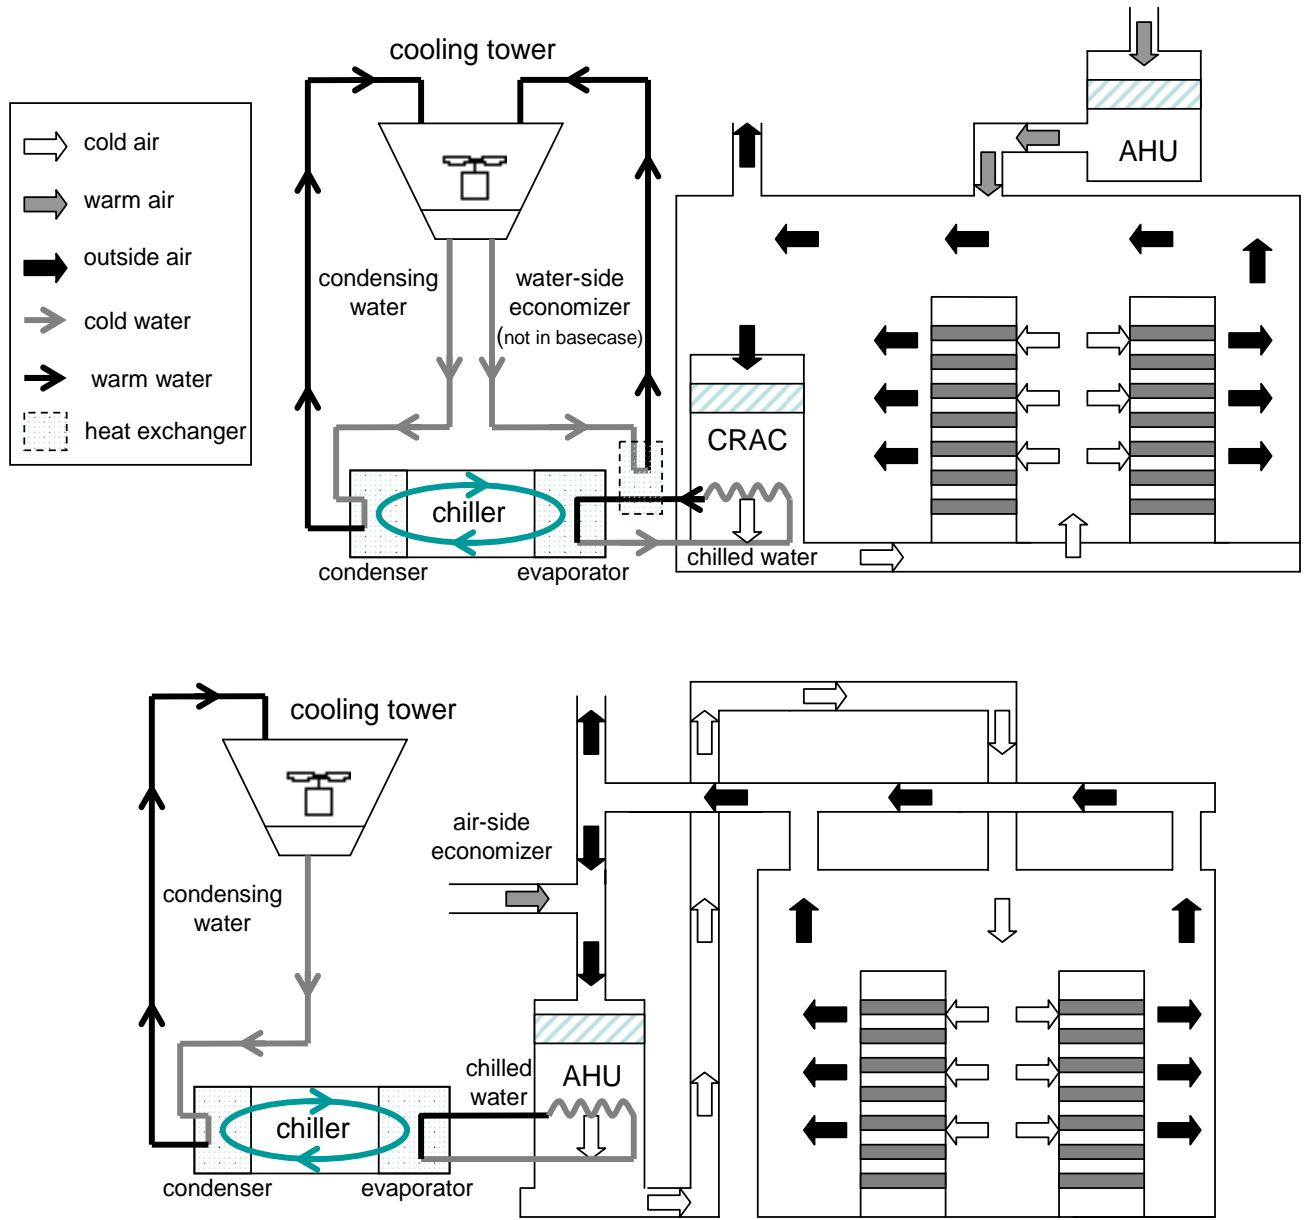 cooling tower
cold air
warm air
outside air
cold water
warm water
heat exchanger
condensing
water
water-side
economizer
(not in basecase)
AHU
CRAC
chiller
condenser
evaporator
chilled water
cooling tower
air-side
economizer
condensing
water
chilled
water
AHU
chiller
condenser
evaporator